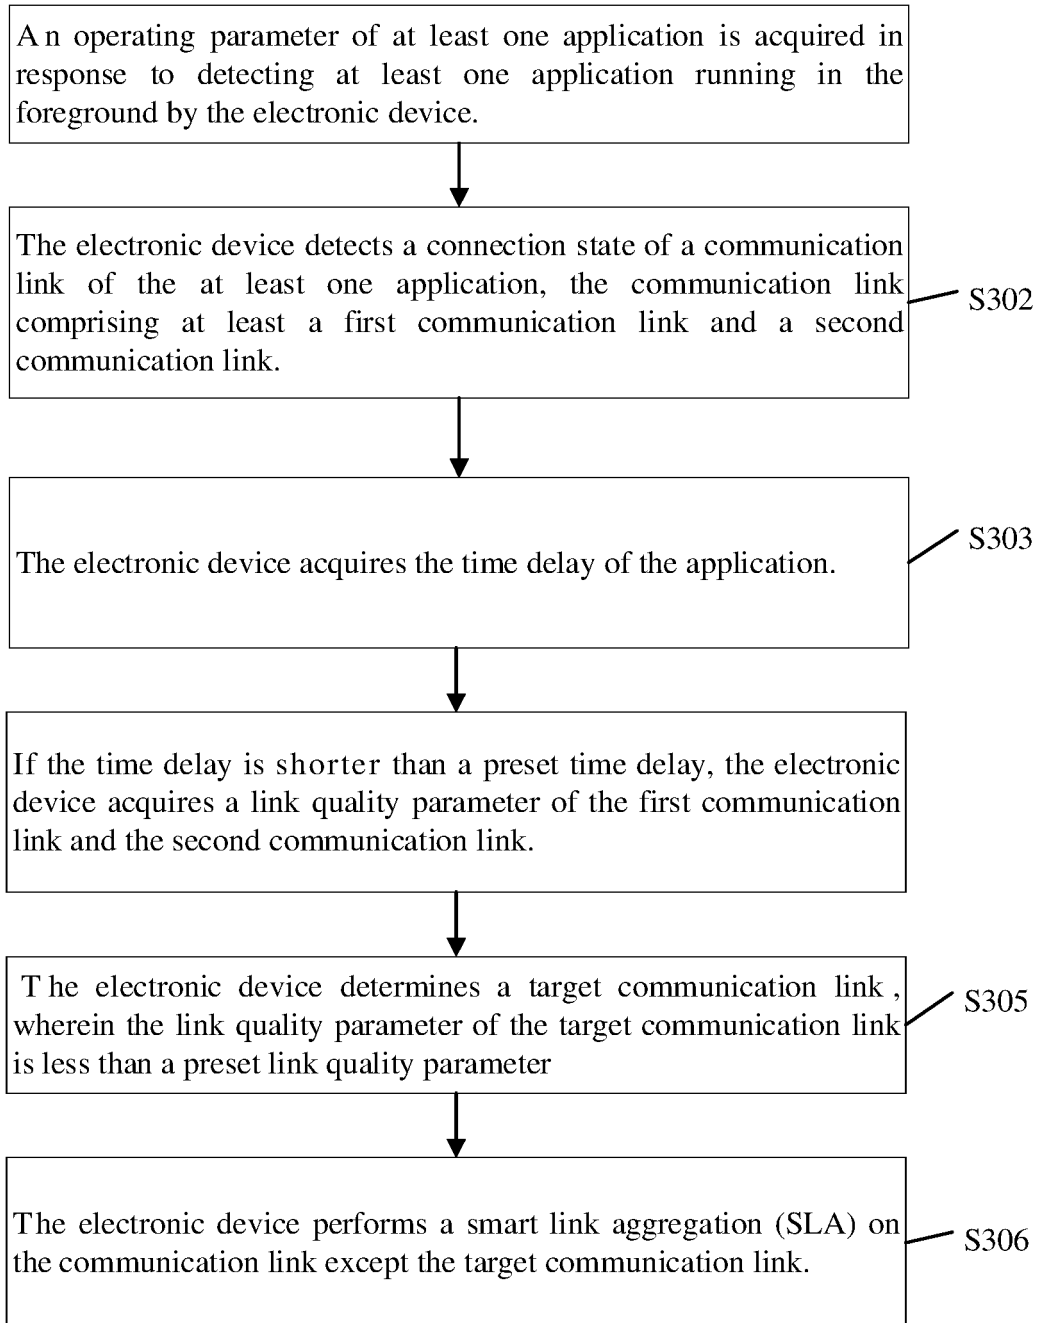 An operating parameter of at least one application is acquired in
response to detecting at least one application running in the
foreground by the electronic device.
The electronic device detects a connection state of a communication
link of the at least one application, the communication link
comprising at least a first communication link and a second
communication link.
S302
The electronic device acquires the time delay of the application.
S303
If the time delay is shorter than a preset time delay, the electronic
device acquires a link quality parameter of the first communication
link and the second communication link.
The electronic device determines a target communication link,
wherein the link quality parameter of the target communication link
is less than a preset link quality parameter
S305
The electronic device performs a smart link aggregation (SLA) on
the communication link except the target communication link.
S306